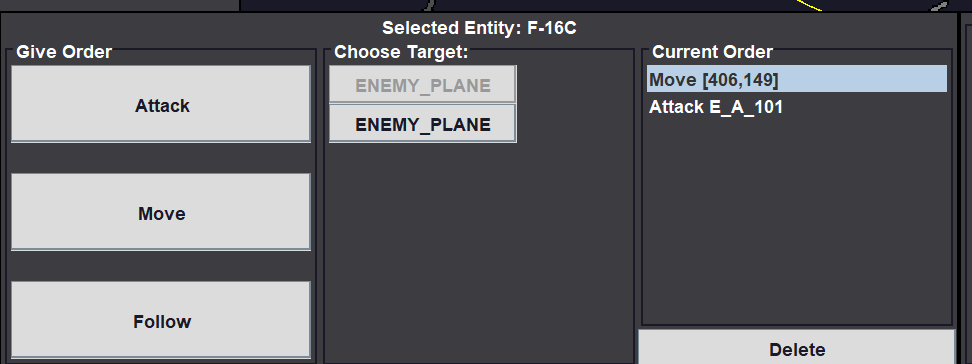 Selected Entity: F-16C
Give Order
Attack
Move
Follow
Choose Target:
ENEMY_PLANE
ENEMY_PLANE
Current Order
Move [406,149]
Attack E_A_101
Delete